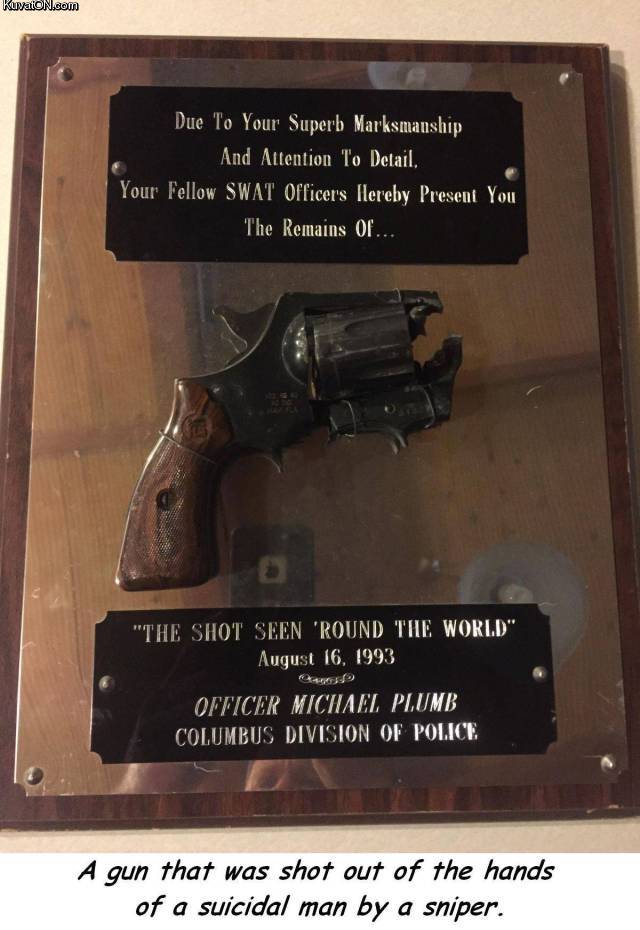 KuvatON.com
Due To Your Superb Marksmanship
And Attention To Detail,
Your Fellow SWAT Officers Hereby Present You
The Remains Of...
"THE SHOT SEEN 'ROUND THE WORLD"
August 16, 1993
OFFICER MICHAEL PLUMB
COLUMBUS DIVISION OF POLICE
A gun that was shot out of the hands
of a suicidal man by a sniper.